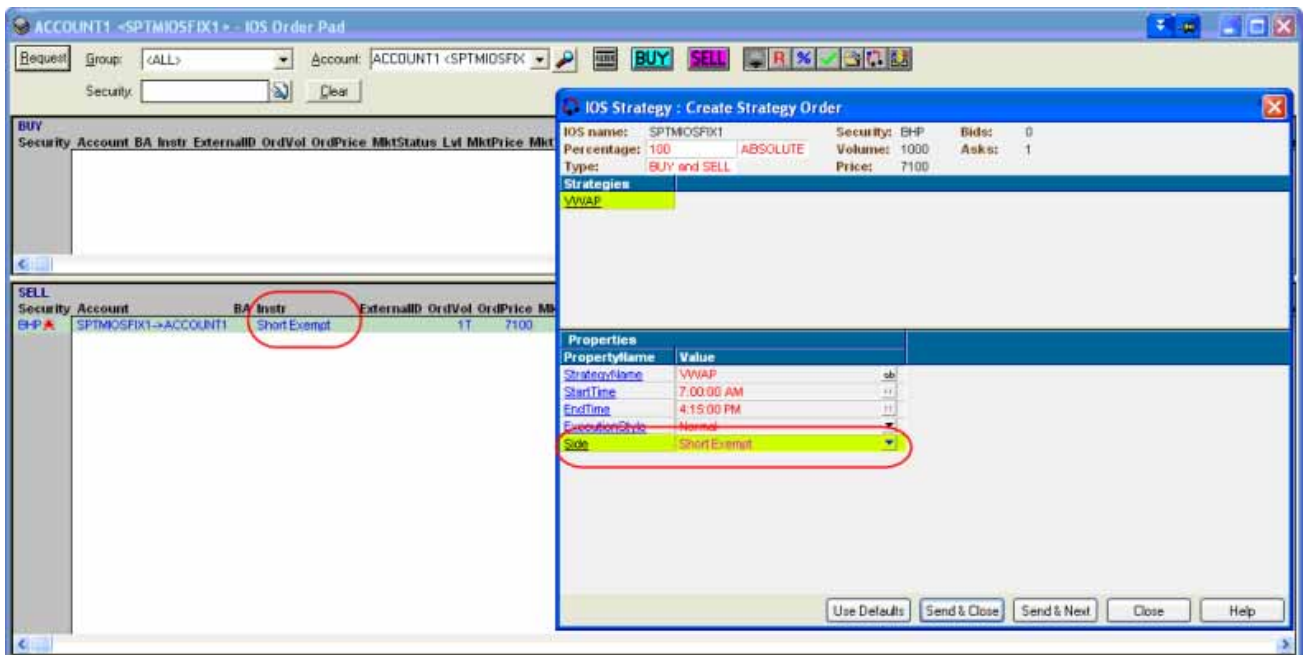 ACCOUNT1 <SPTMIOSFIX1> - IOS Order Pad
Request Group: <ALL> Account: ACCOUNT1 <SPTMIOSFIX BUY SELL R %
Security: Clear
BUY
Security Account BA Instr ExternalID OrdVol OrdPrice MktStatus Lvl MktPrice Mkt
SELL
Security Account BA Instr ExternalID OrdVol OrdPrice Mk
BHP SPTMIOSFIX1->ACCOUNT1 Short Exempt 1T 7100
IOS Strategy : Create Strategy Order
IOS name: SPTMIOSFIX1 Security: BHP Bids: 0
Percentage: 100 ABSOLUTE Volume: 1000 Asks: 1
Type: BUY and SELL Price: 7100
Strategies
VWAP
Properties
PropertyName Value
StrategyName VWAP ab
StartTime 7:00:00 AM
EndTime 4:15:00 PM
ExecutionStyle Normal
Side Short Exempt
Use Defaults Send & Close Send & Next Close Help